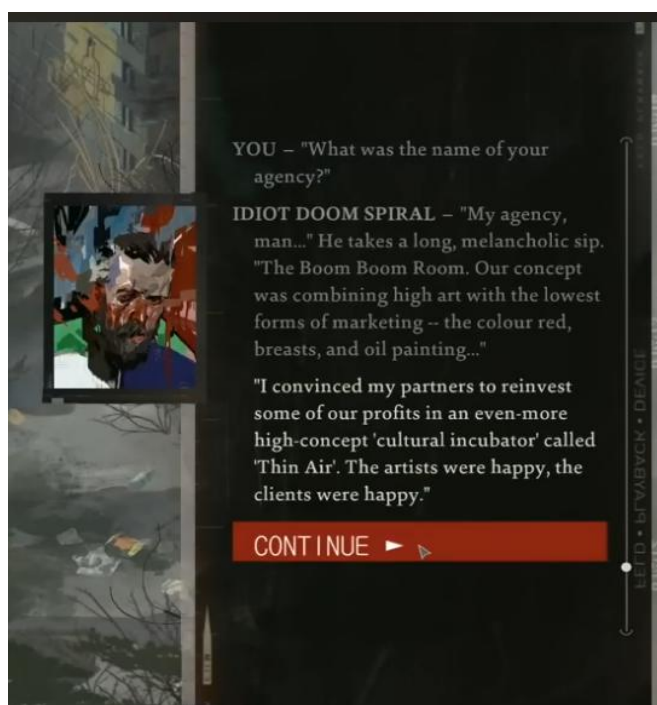 YOU – "What was the name of your
agency?"
IDIOT DOOM SPIRAL – "My agency,
man..." He takes a long, melancholic sip.
"The Boom Boom Room. Our concept
was combining high art with the lowest
forms of marketing -- the colour red,
breasts, and oil painting..."
"I convinced my partners to reinvest
some of our profits in an even-more
high-concept 'cultural incubator' called
'Thin Air'. The artists were happy, the
clients were happy."
CONTINUE ►
FELD • PLAYBACK • DEVICE